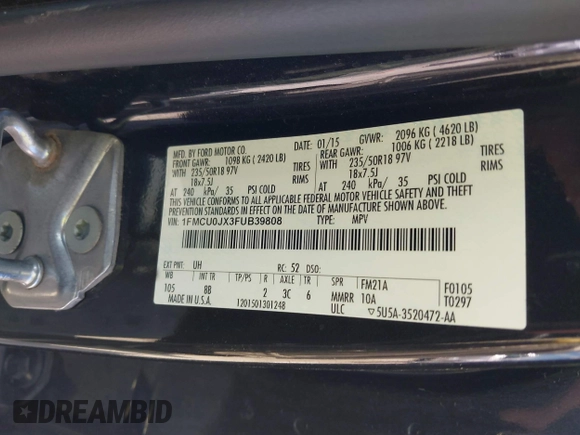 MFD. BY FORD MOTOR CO.
01/15 GVWR: 2096 KG ( 4620 LB)
FRONT GAWR: 1098 KG ( 2420 LB) REAR GAWR: 1006 KG ( 2218 LB)
WITH 235/50R18 97V TIRES WITH 235/50R18 97V TIRES
18x7.5J RIMS 18x7.5J RIMS
AT 240 kPa/ 35 PSI COLD AT 240 kPa/ 35 PSI COLD
THIS VEHICLE CONFORMS TO ALL APPLICABLE FEDERAL MOTOR VEHICLE SAFETY AND THEFT PREVENTION
STANDARDS IN EFFECT ON THE DATE OF MANUFACTURE SHOWN ABOVE.
VIN: 1FMCU0JX3FUB39808 TYPE: MPV
EXT PNT: UH RC: 52 DSO:
WB INT TR TP/PS R AXLE TR SPR FM21A F0105
105 8B 2 3C 6 MMRR 10A T0297
MADE IN U.S.A. 1201501301248 ULC ▽5U5A-3520472-AA
DREAMBID